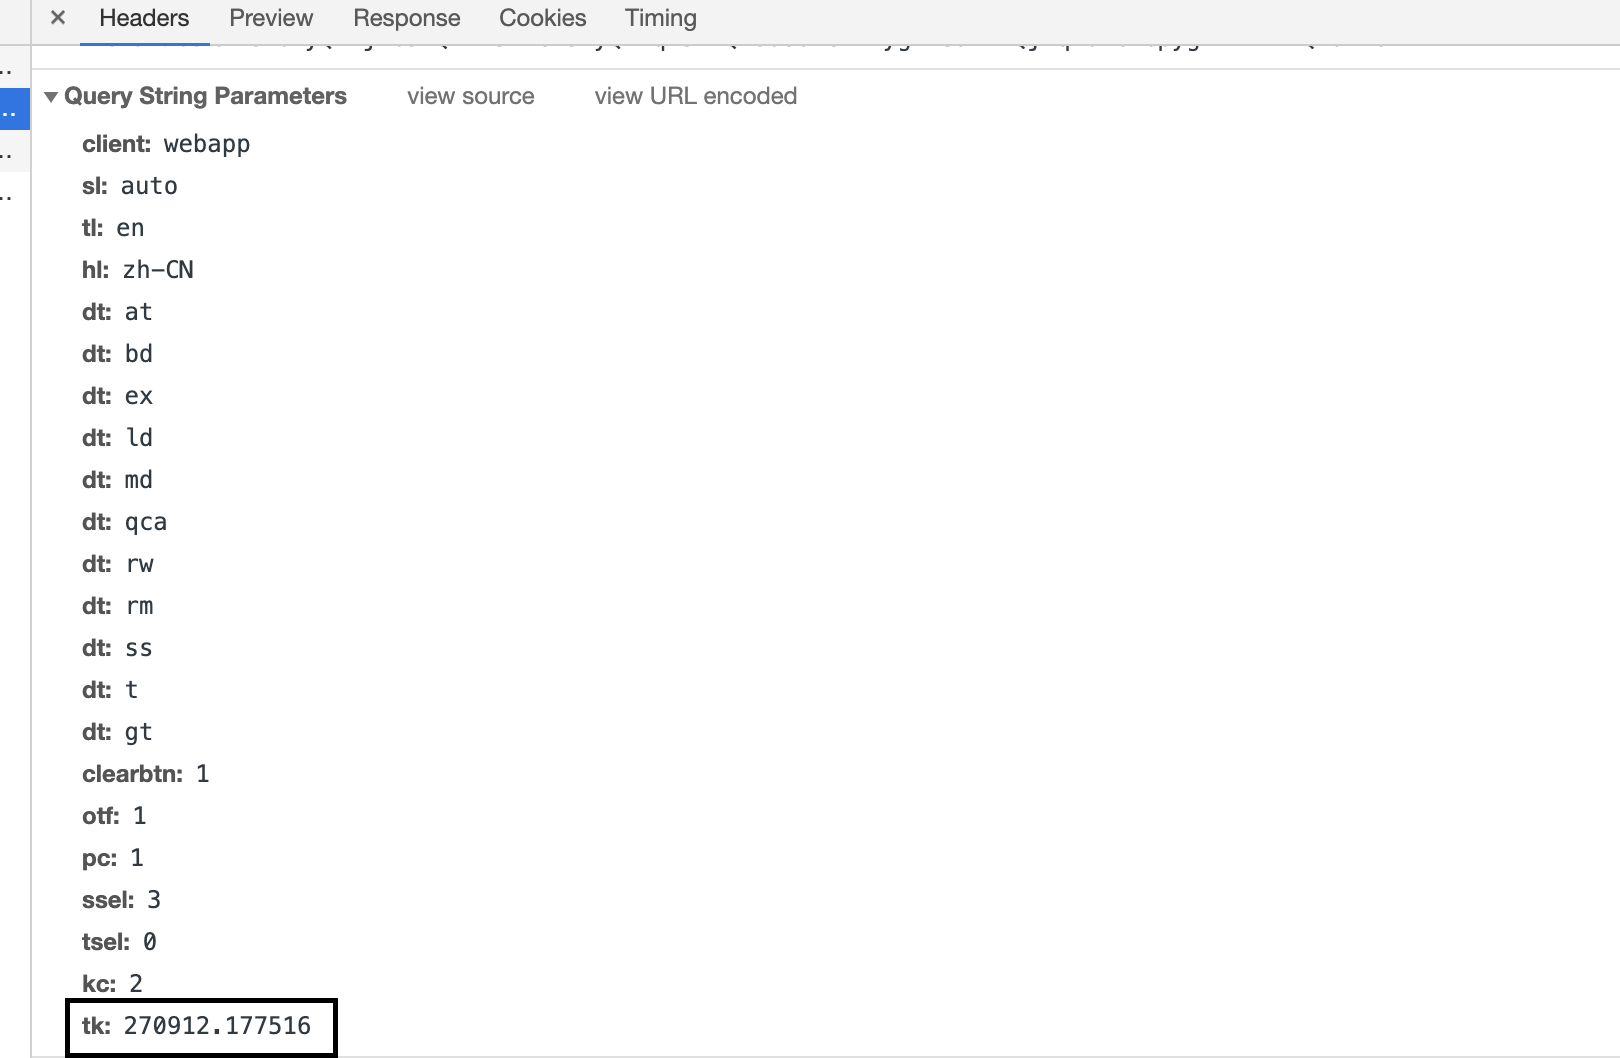 × Headers Preview Response Cookies Timing
▼ Query String Parameters view source view URL encoded
client: webapp
sl: auto
tl: en
hl: zh-CN
dt: at
dt: bd
dt: ex
dt: ld
dt: md
dt: qca
dt: rw
dt: rm
dt: ss
dt: t
dt: gt
clearbtn: 1
otf: 1
pc: 1
ssel: 3
tsel: 0
kc: 2
tk: 270912.177516